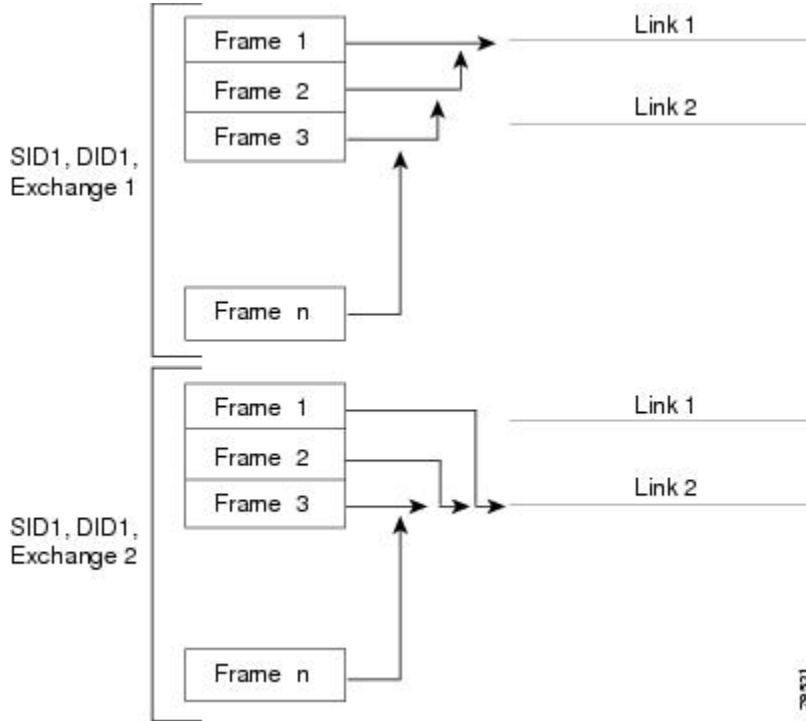 Frame 1
Link 1
Frame 2
Link 2
Frame 3
SID1, DID1,
Exchange 1
Frame n
Frame 1
Link 1
Frame 2
Link 2
Frame 3
SID1, DID1,
Exchange 2
Frame n